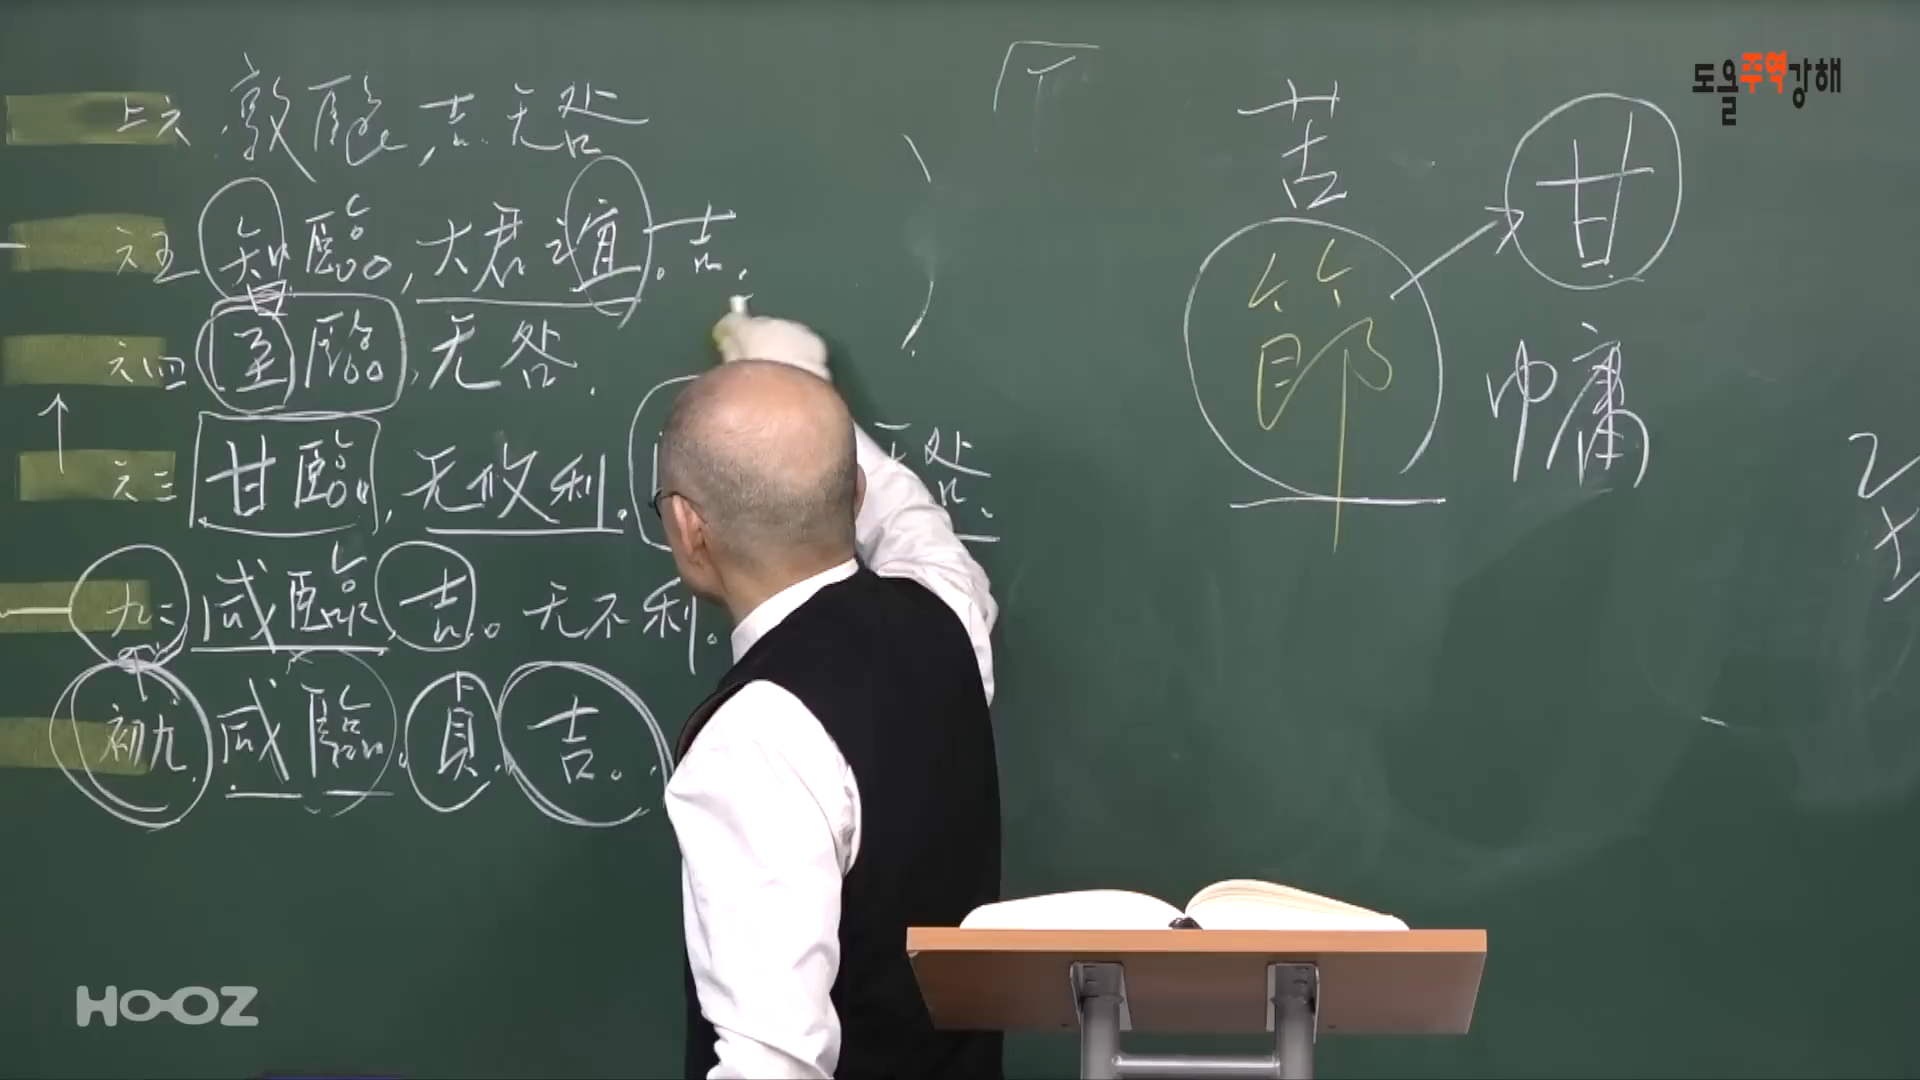 도올주역강해
上六 敦臨, 吉. 无咎
六五 知臨, 大君之宜. 吉.
六四 至臨, 无咎.
六三 甘臨, 无攸利. 无咎.
九二 咸臨, 吉. 无不利.
初九. 咸臨. 貞. 吉.
苦
節
甘
中庸
HOOZ